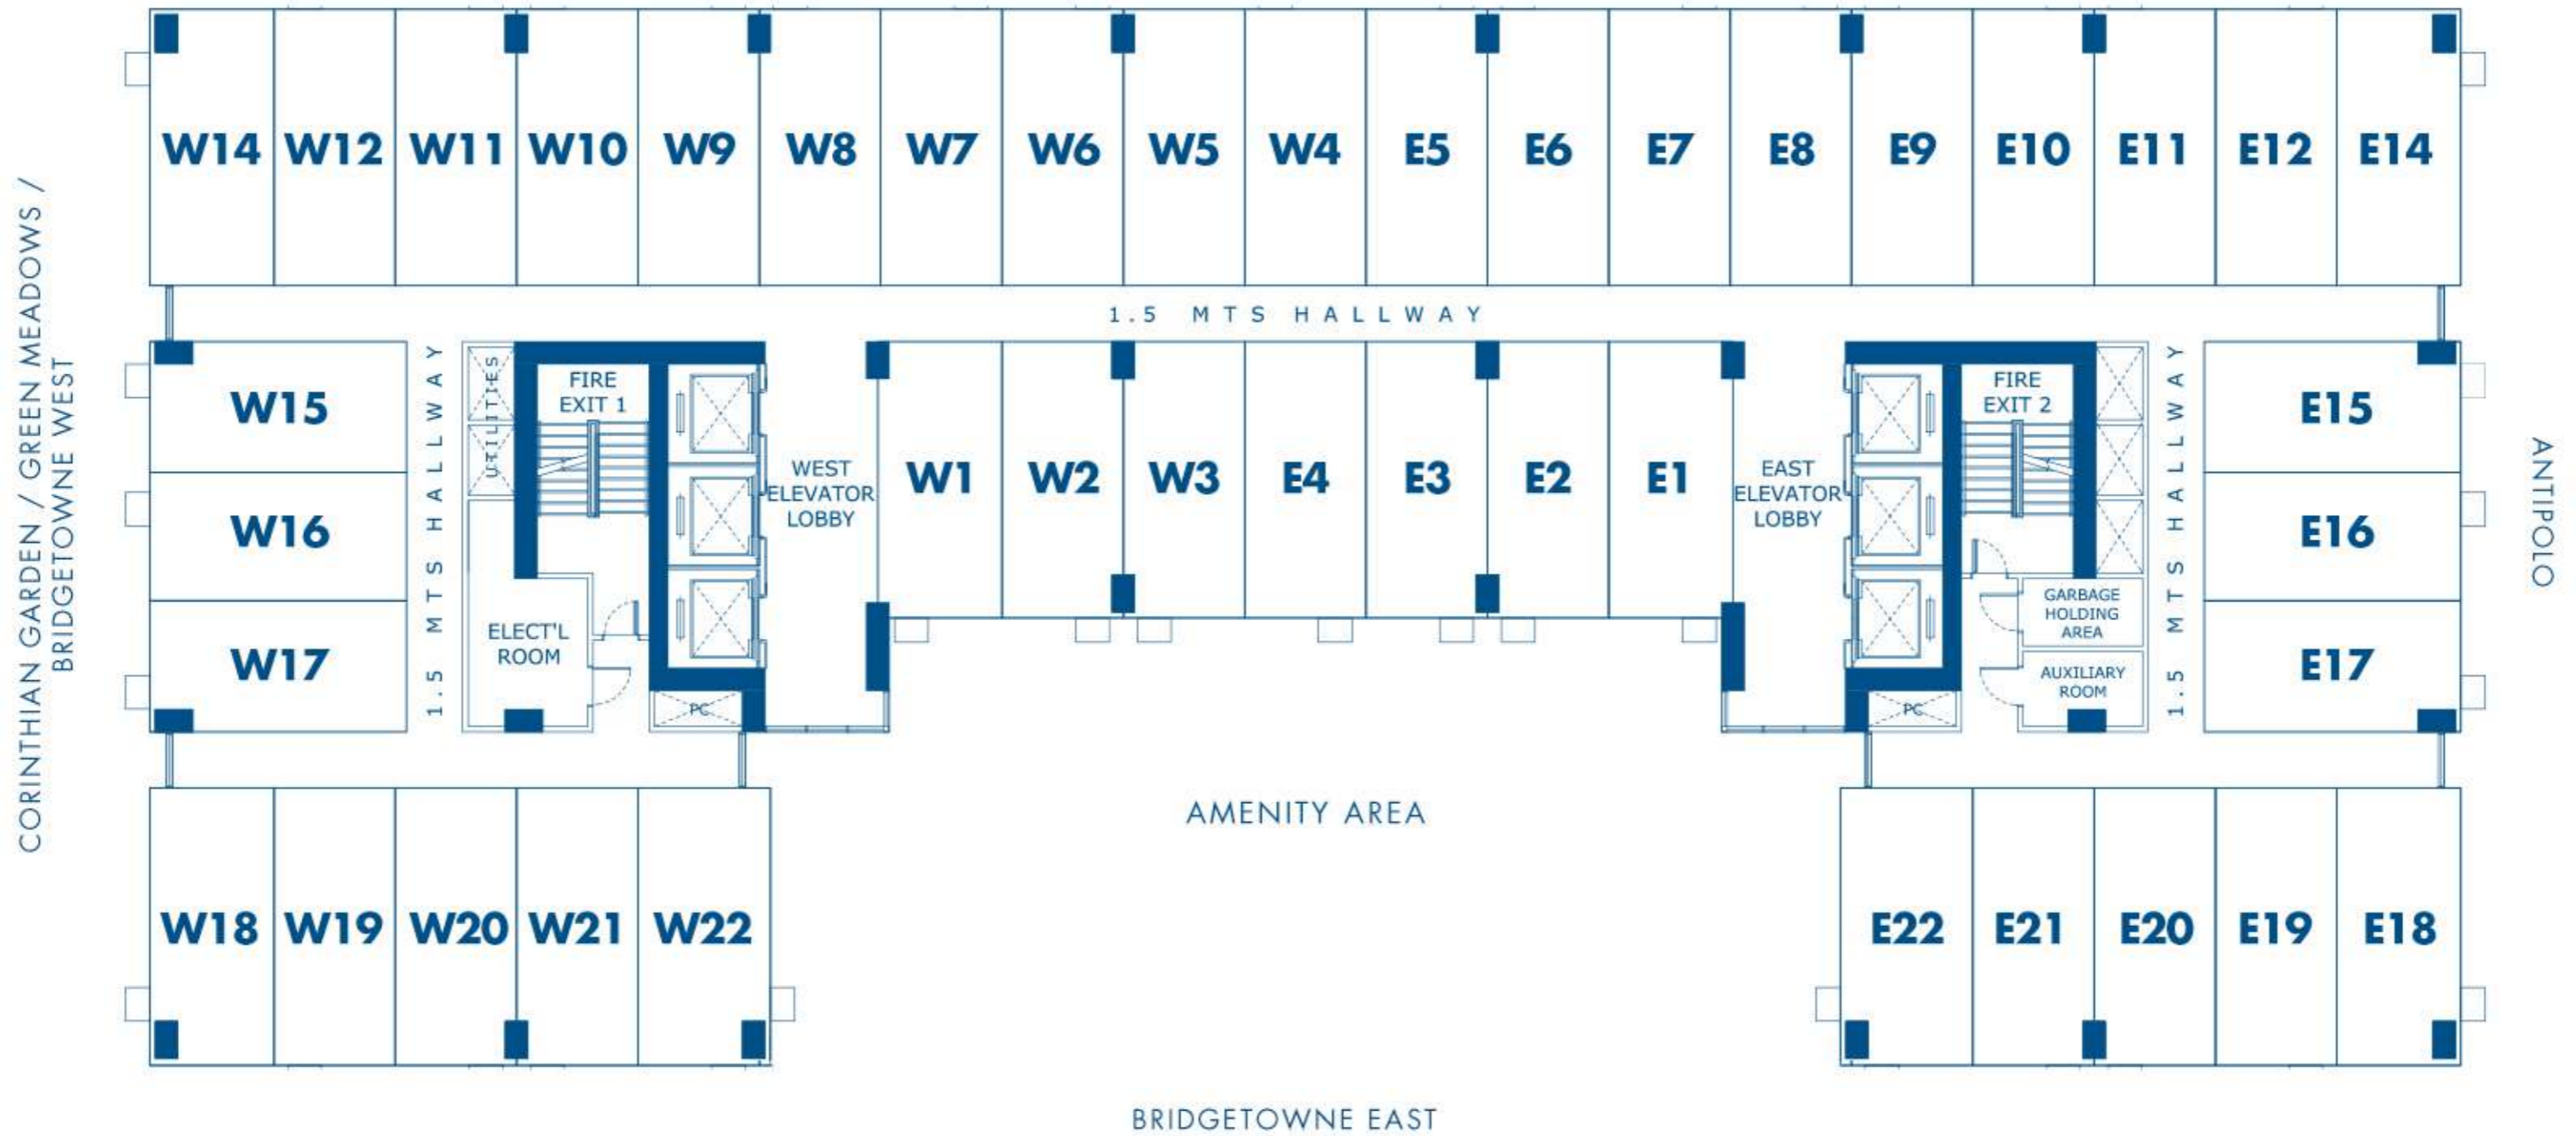 W14 W12 W11 W10 W9 W8 W7 W6 W5 W4 E5 E6 E7 E8 E9 E10 E11 E12 E14
1.5 MTS HALLWAY
CORINTHIAN GARDEN / GREEN MEADOWS /
BRIDGETOWNE WEST
W15
W16
W17
1.5 MTS HALLWAY
UTILITIES
FIRE
EXIT 1
ELECT'L
ROOM
PC
WEST
ELEVATOR
LOBBY
W1 W2 W3 E4 E3 E2 E1
EAST
ELEVATOR
LOBBY
FIRE
EXIT 2
GARBAGE
HOLDING
AREA
AUXILIARY
ROOM
PC
1.5 MTS HALLWAY
E15
E16
E17
ANTIPOLO
AMENITY AREA
W18 W19 W20 W21 W22
E22 E21 E20 E19 E18
BRIDGETOWNE EAST